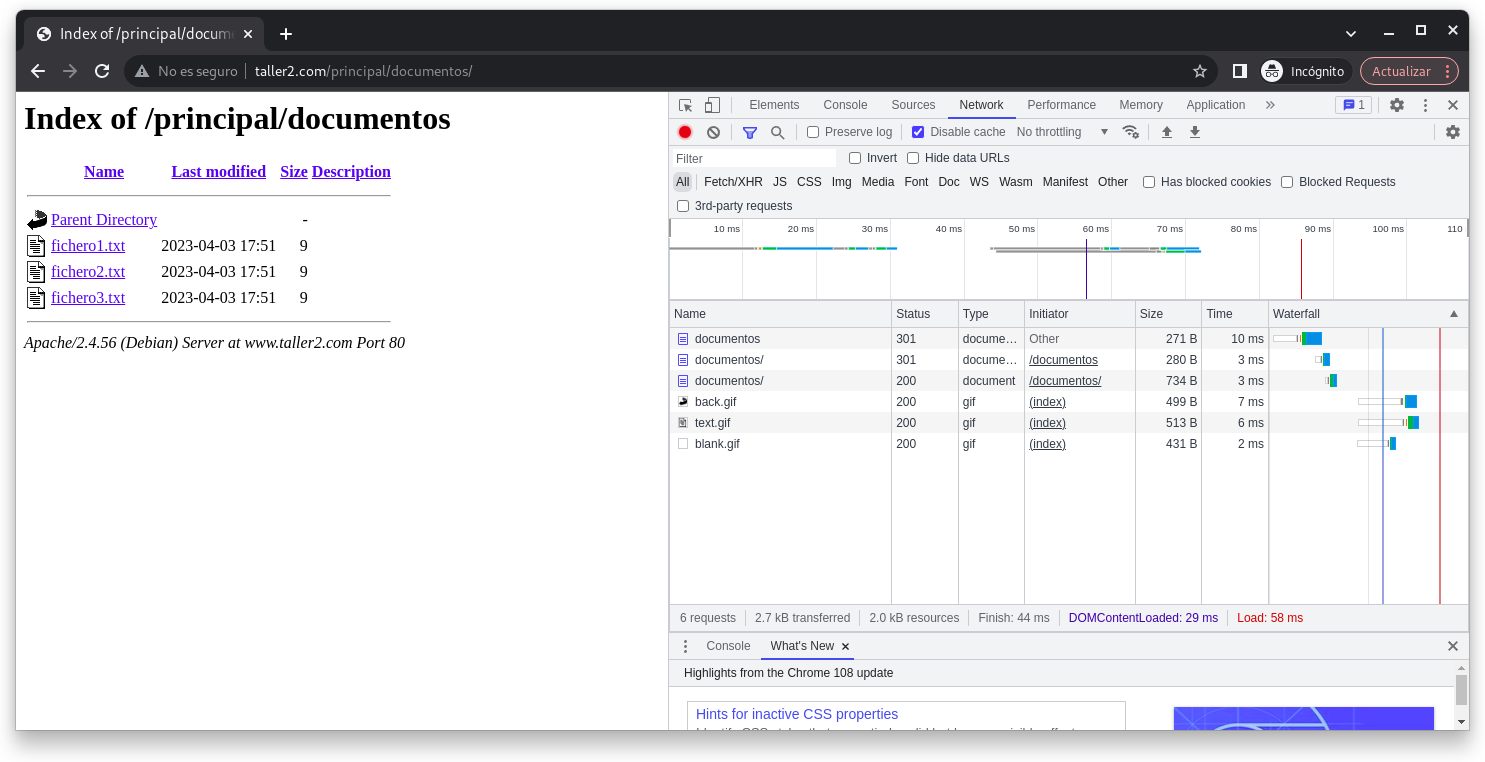 Index of /principal/docume
No es seguro taller2.com/principal/documentos/ Incógnito Actualizar
Index of /principal/documentos
Name Last modified Size Description
Parent Directory -
fichero1.txt 2023-04-03 17:51 9
fichero2.txt 2023-04-03 17:51 9
fichero3.txt 2023-04-03 17:51 9
Apache/2.4.56 (Debian) Server at www.taller2.com Port 80
Elements Console Sources Network Performance Memory Application » 1
Preserve log Disable cache No throttling
Filter Invert Hide data URLs
All Fetch/XHR JS CSS Img Media Font Doc WS Wasm Manifest Other Has blocked cookies Blocked Requests
3rd-party requests
10 ms 20 ms 30 ms 40 ms 50 ms 60 ms 70 ms 80 ms 90 ms 100 ms 110
Name Status Type Initiator Size Time Waterfall
documentos 301 docume… Other 271 B 10 ms
documentos/ 301 docume… /documentos 280 B 3 ms
documentos/ 200 document /documentos/ 734 B 3 ms
back.gif 200 gif (index) 499 B 7 ms
text.gif 200 gif (index) 513 B 6 ms
blank.gif 200 gif (index) 431 B 2 ms
6 requests 2.7 kB transferred 2.0 kB resources Finish: 44 ms DOMContentLoaded: 29 ms Load: 58 ms
Console What's New
Highlights from the Chrome 108 update
Hints for inactive CSS properties